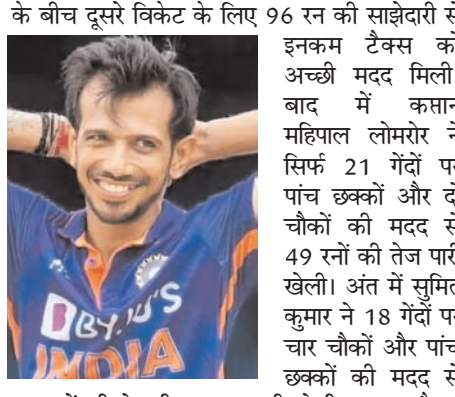 के बीच दूसरे विकेट के लिए 96 रन की साझेदारी से
इनकम टैक्स को
अच्छी मदद मिली
बाद में कप्तान
महिपाल लोमरोर ने
सिर्फ 21 गेंदों पर
पांच छक्कों और दो
चौकों की मदद से
49 रनों की तेज पारी
खेली। अंत में सुमित
कुमार ने 18 गेंदों पर
चार चौकों और पांच
छक्कों की मदद से
BYJU'S
INDIA